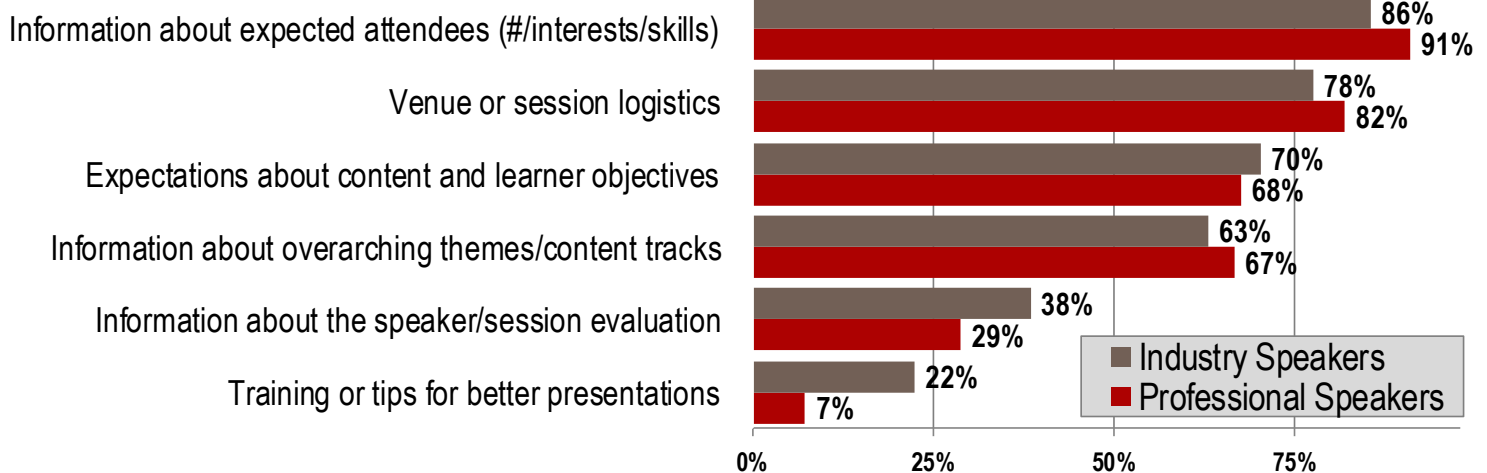 Information about expected attendees (#/interests/skills)
86%
91%
Venue or session logistics
78%
82%
Expectations about content and learner objectives
70%
68%
Information about overarching themes/content tracks
63%
67%
Information about the speaker/session evaluation
38%
29%
Training or tips for better presentations
22%
7%
Industry Speakers
Professional Speakers
0% 25% 50% 75%